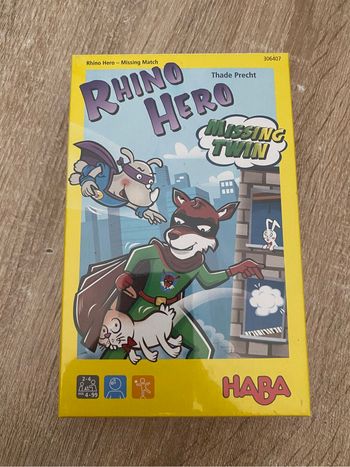 Rhino Hero – Missing Match
306407
Thade Precht
RHINO
HERO
MISSING
TWIN
2-4
4-99
HABA